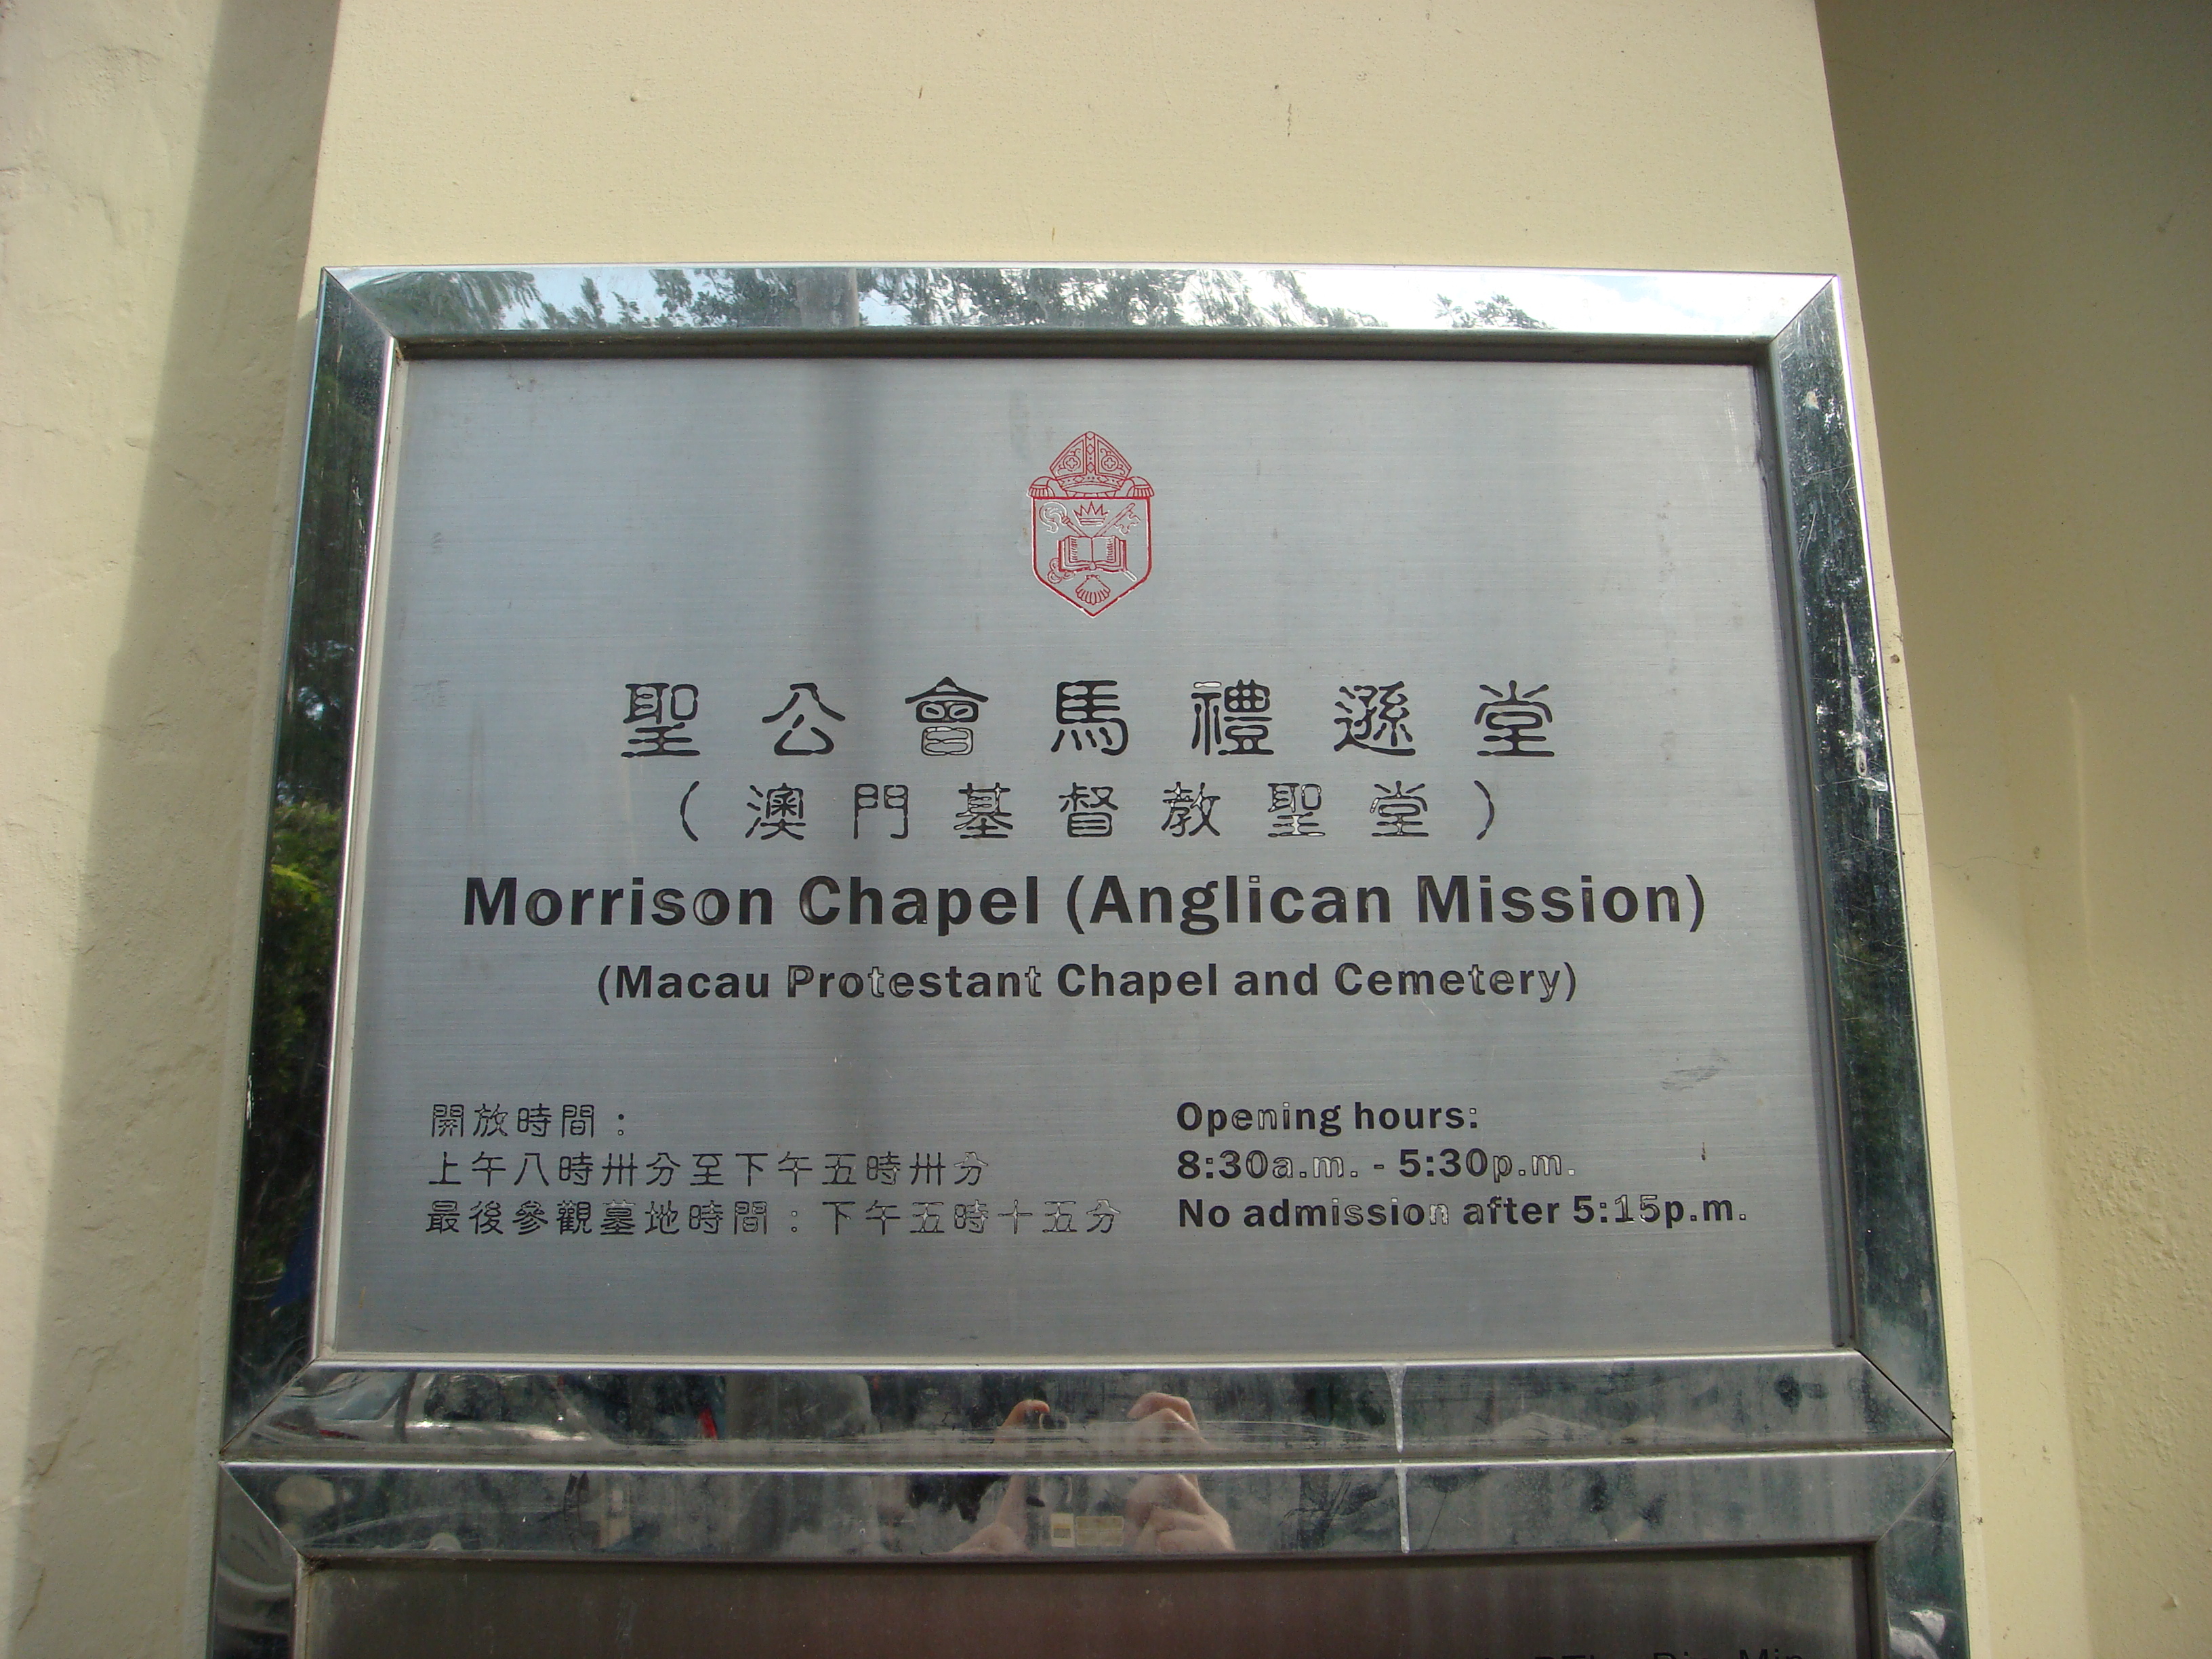 聖公會馬禮遜堂
（澳門基督教聖堂）
Morrison Chapel (Anglican Mission)
(Macau Protestant Chapel and Cemetery)
開放時間：
上午八時卅分至下午五時卅分
最後參觀墓地時間：下午五時十五分
Opening hours:
8:30a.m. - 5:30p.m.
No admission after 5:15p.m.